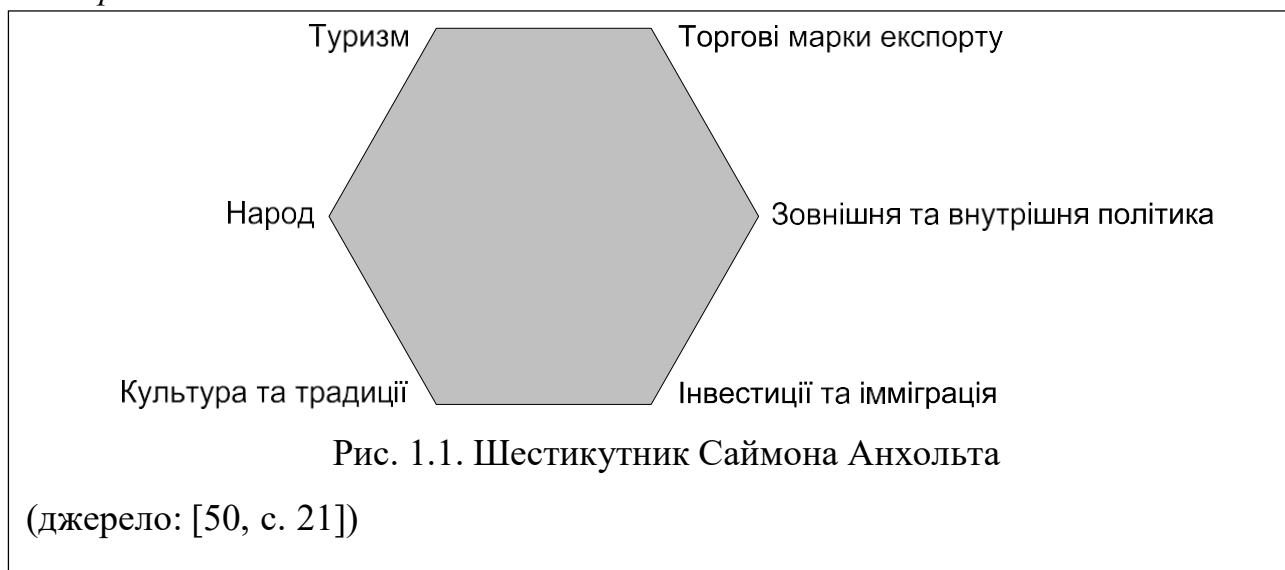 Туризм
Торгові марки експорту
Народ
Зовнішня та внутрішня політика
Культура та традиції
Інвестиції та імміграція
Рис. 1.1. Шестикутник Саймона Анхольта
(джерело: [50, с. 21])